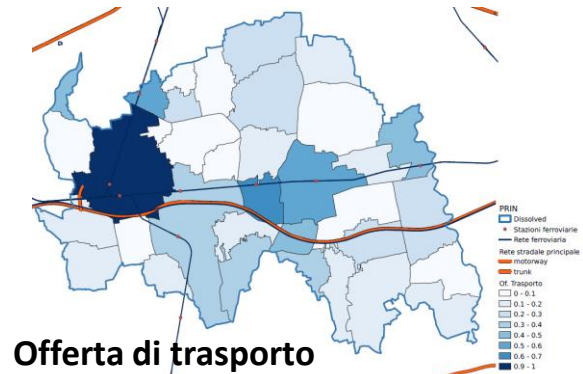 PRIN
Dissolved
Stazioni ferroviarie
Rete ferroviaria
Rete stradale principale
motorway
trunk
Of. Trasporto
0 - 0.1
0.1 - 0.2
0.2 - 0.3
0.3 - 0.4
0.4 - 0.5
0.5 - 0.6
0.6 - 0.7
0.9 - 1
Offerta di trasporto